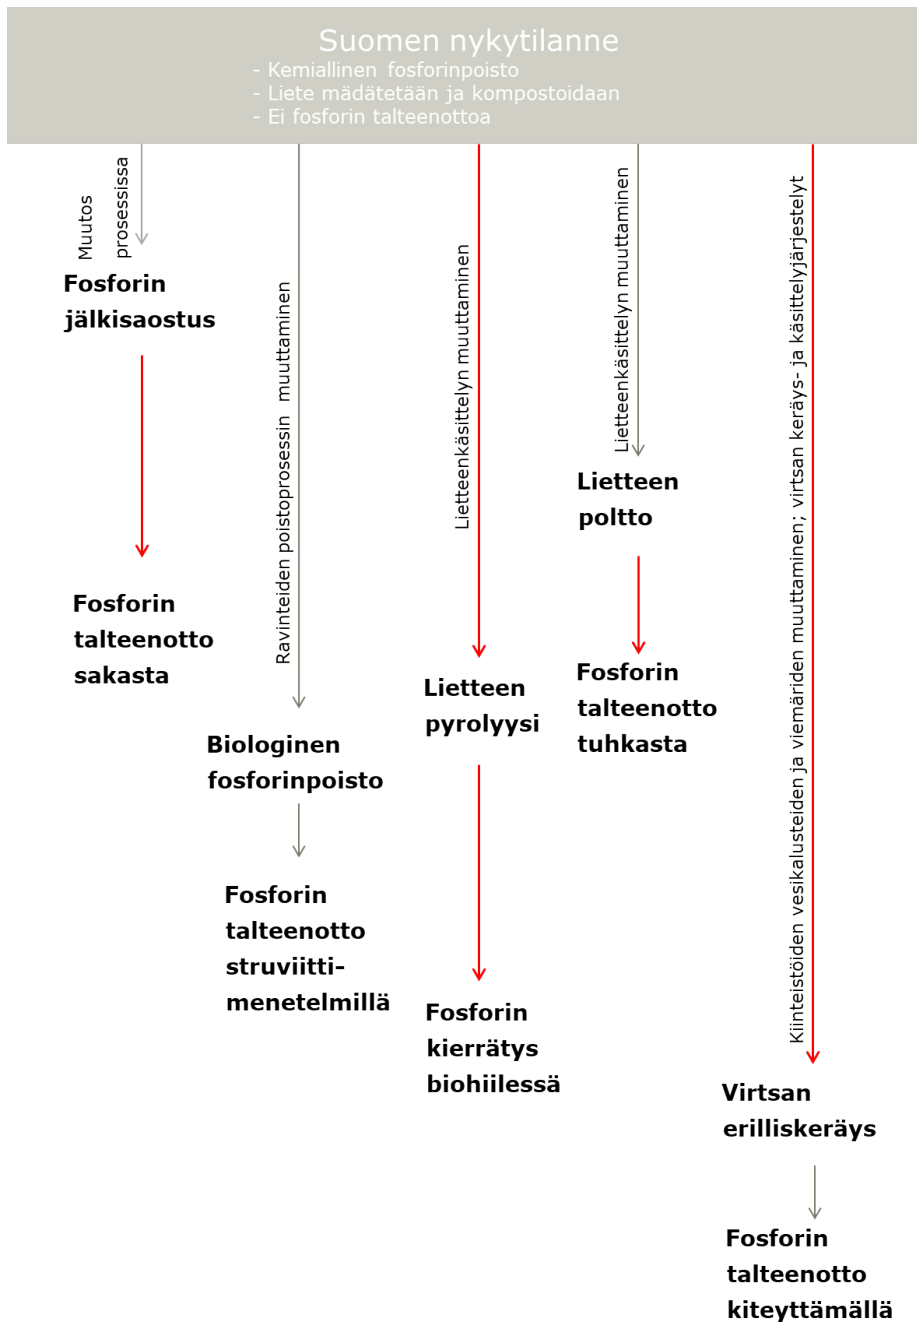 Suomen nykytilanne
- Kemiallinen fosforinpoisto
- Liete mädätetään ja kompostoidaan
- Ei fosforin talteenottoa
Muutos
prosessissa
Fosforin
jälkisaostus
Fosforin
talteenotto
sakasta
Ravinteiden poistoprosessin muuttaminen
Biologinen
fosforinpoisto
Fosforin
talteenotto
struviitti-
menetelmillä
Lietteenkäsittelyn muuttaminen
Lietteen
pyrolyysi
Fosforin
kierrätys
biohiilessä
Lietteenkäsittelyn muuttaminen
Lietteen
poltto
Fosforin
talteenotto
tuhkasta
Kiinteistöiden vesikalusteiden ja viemäriden muuttaminen; virtsan keräys- ja käsittelyjärjestelyt
Virtsan
erilliskeräys
Fosforin
talteenotto
kiteyttämällä